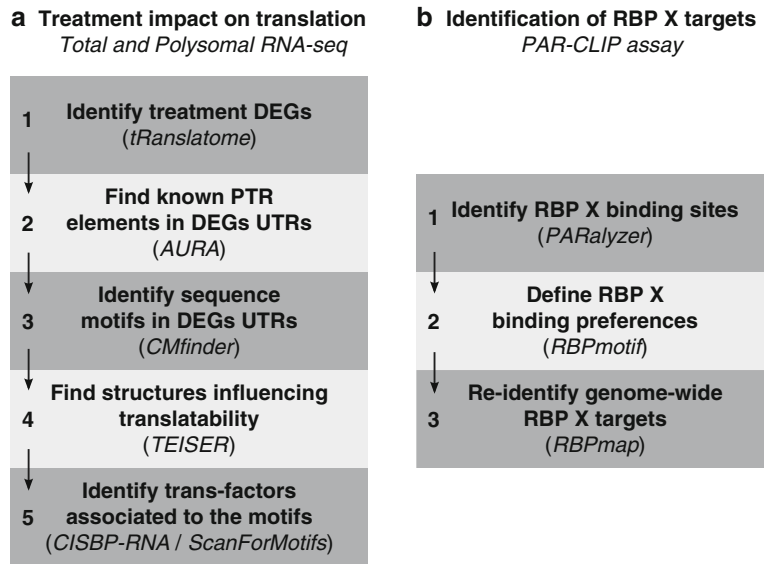 a Treatment impact on translation
Total and Polysomal RNA-seq
1 Identify treatment DEGs
(tRanslatome)
2 Find known PTR
elements in DEGs UTRs
(AURA)
3 Identify sequence
motifs in DEGs UTRs
(CMfinder)
4 Find structures influencing
translatability
(TEISER)
5 Identify trans-factors
associated to the motifs
(CISBP-RNA / ScanForMotifs)
b Identification of RBP X targets
PAR-CLIP assay
1 Identify RBP X binding sites
(PARalyzer)
2 Define RBP X
binding preferences
(RBPmotif)
3 Re-identify genome-wide
RBP X targets
(RBPmap)